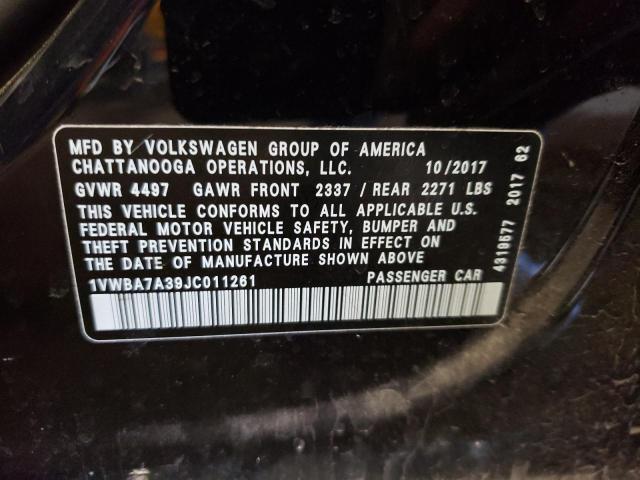 MFD BY VOLKSWAGEN GROUP OF AMERICA
CHATTANOOGA OPERATIONS, LLC. 10/2017
GVWR 4497 GAWR FRONT 2337 / REAR 2271 LBS
THIS VEHICLE CONFORMS TO ALL APPLICABLE U.S.
FEDERAL MOTOR VEHICLE SAFETY, BUMPER AND
THEFT PREVENTION STANDARDS IN EFFECT ON
THE DATE OF MANUFACTURE SHOWN ABOVE
1VWBA7A39JC011261 PASSENGER CAR
4319577 2017 62